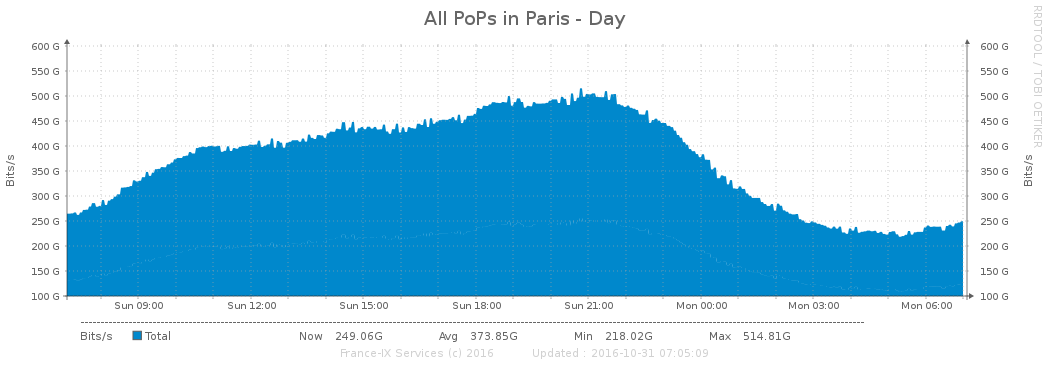 All PoPs in Paris - Day
RRDTOOL / TOBI OETIKER
Bits/s
600 G
550 G
500 G
450 G
400 G
350 G
300 G
250 G
200 G
150 G
100 G
600 G
550 G
500 G
450 G
400 G
350 G
300 G
250 G
200 G
150 G
100 G
Bits/s
Sun 09:00 Sun 12:00 Sun 15:00 Sun 18:00 Sun 21:00 Mon 00:00 Mon 03:00 Mon 06:00
Bits/s Total Now 249.06G Avg 373.85G Min 218.02G Max 514.81G
France-IX Services (c) 2016 Updated : 2016-10-31 07:05:09